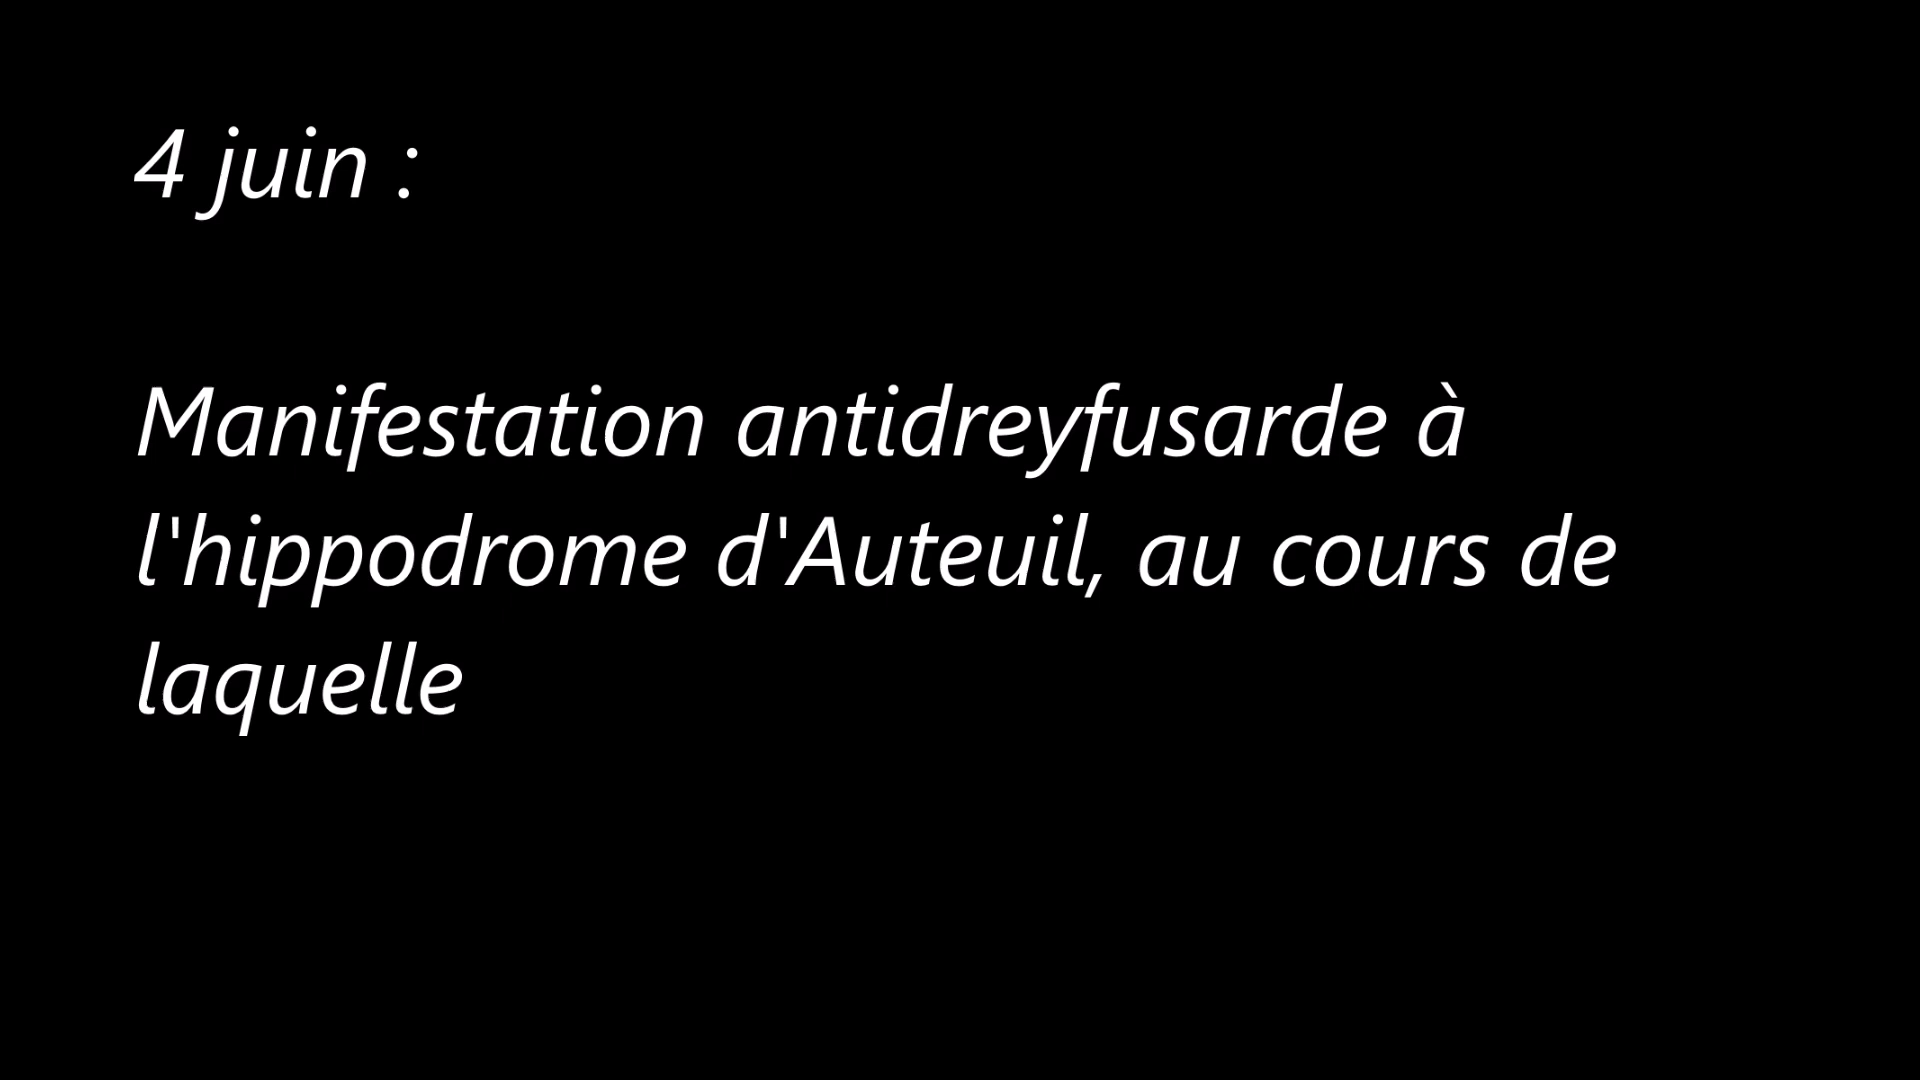 4 juin :
Manifestation antidreyfusarde à
l'hippodrome d'Auteuil, au cours de
laquelle